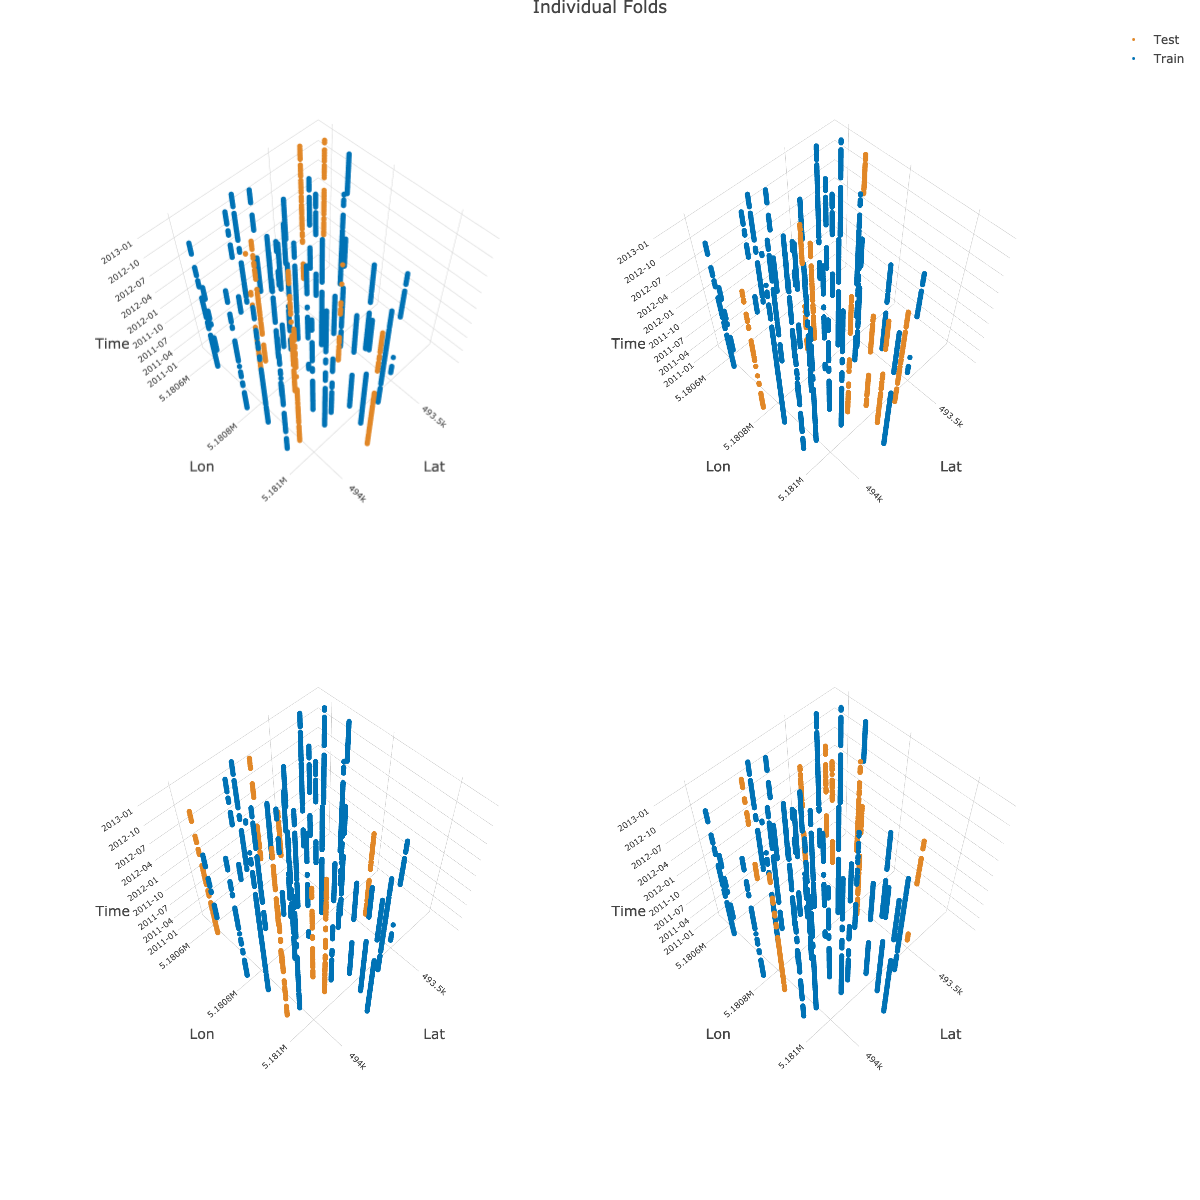 Individual Folds
Test
Train
2013-01
2012-10
2012-07
2012-04
2012-01
2011-10
2011-07
2011-04
2011-01
Time
5.1806M
5.1808M
5.181M
Lon
493.5k
494k
Lat
2013-01
2012-10
2012-07
2012-04
2012-01
2011-10
2011-07
2011-04
2011-01
Time
5.1806M
5.1808M
5.181M
Lon
493.5k
494k
Lat
2013-01
2012-10
2012-07
2012-04
2012-01
2011-10
2011-07
2011-04
2011-01
Time
5.1806M
5.1808M
5.181M
Lon
493.5k
494k
Lat
2013-01
2012-10
2012-07
2012-04
2012-01
2011-10
2011-07
2011-04
2011-01
Time
5.1806M
5.1808M
5.181M
Lon
493.5k
494k
Lat